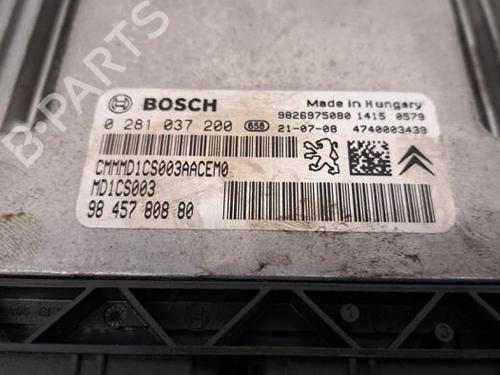 BOSCH
Made in Hungary
0 281 037 200 658
9826975080 1415 0579
21-07-08 4740003439
CMMMD1CS003AACEM0
MD1CS003
98 457 808 80
B-PARTS